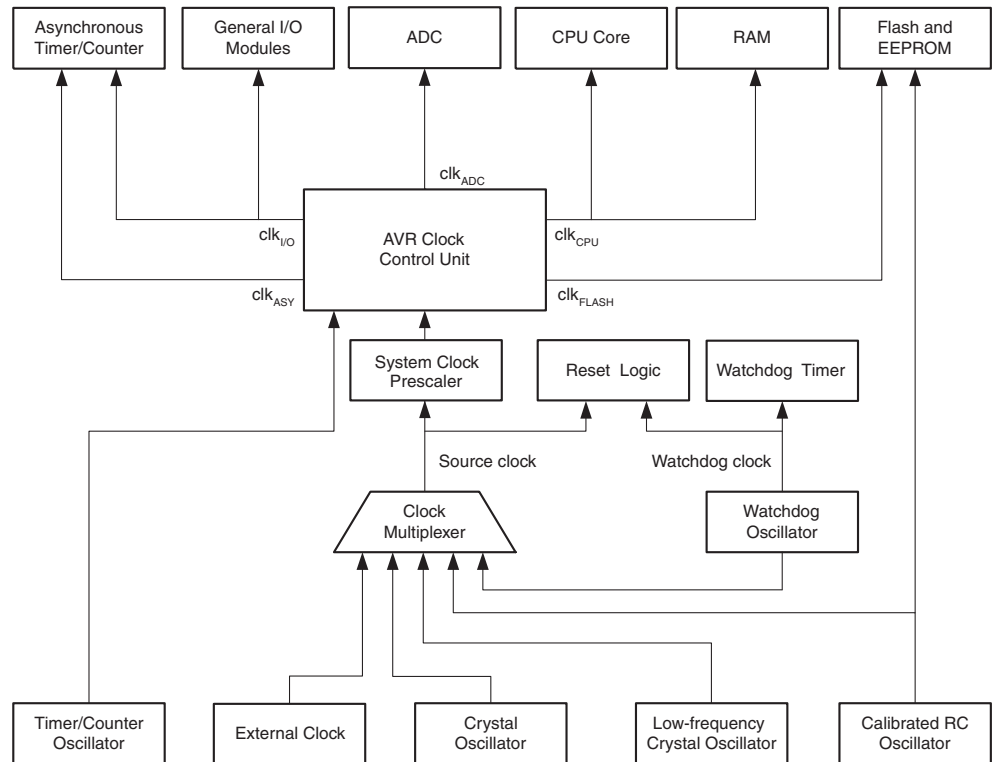 Asynchronous
Timer/Counter
General I/O
Modules
ADC
CPU Core
RAM
Flash and
EEPROM
clkADC
clkI/O
AVR Clock
Control Unit
clkCPU
clkASY
clkFLASH
System Clock
Prescaler
Reset Logic
Watchdog Timer
Source clock
Watchdog clock
Clock
Multiplexer
Watchdog
Oscillator
Timer/Counter
Oscillator
External Clock
Crystal
Oscillator
Low-frequency
Crystal Oscillator
Calibrated RC
Oscillator